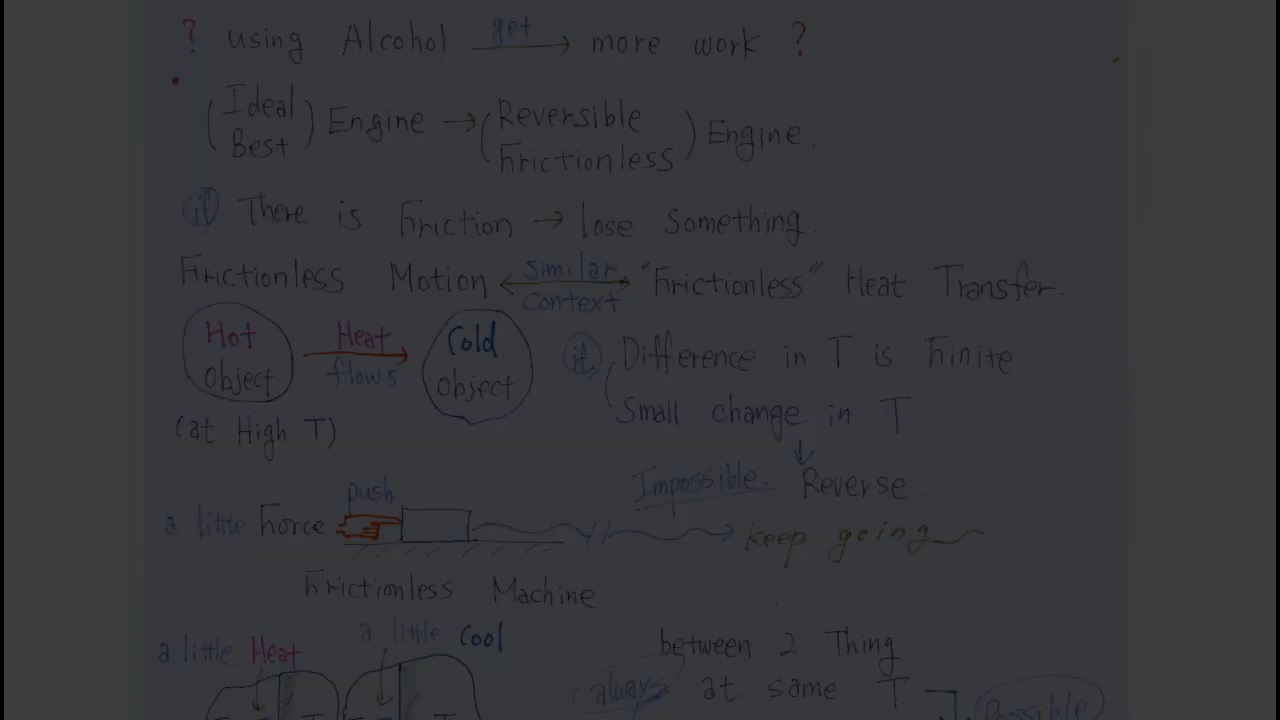 ? using Alcohol get → more work ?
(Ideal Best) Engine → (Reversible Frictionless) Engine.
if There is Friction → lose something.
Frictionless Motion ←similar context→ "Frictionless" Heat Transfer.
Hot Object Heat flows → Cold Object if Difference in T is Finite
(at High T) Small change in T
↓
Impossible. Reverse.
push
a little Force → keep going
Frictionless Machine
a little Heat a little Cool between 2 Thing
always at same T
Possible